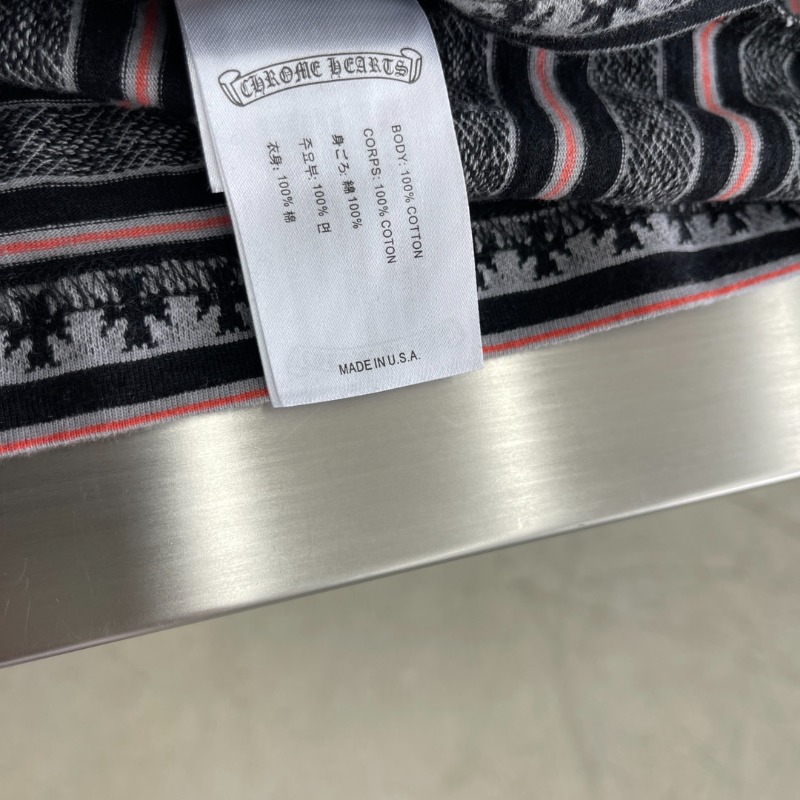 CHROME HEARTS
BODY: 100% COTTON
CORPS: 100% COTON
身ごろ: 綿 100%
주요부: 100% 면
衣身: 100% 棉
MADE IN U.S.A.